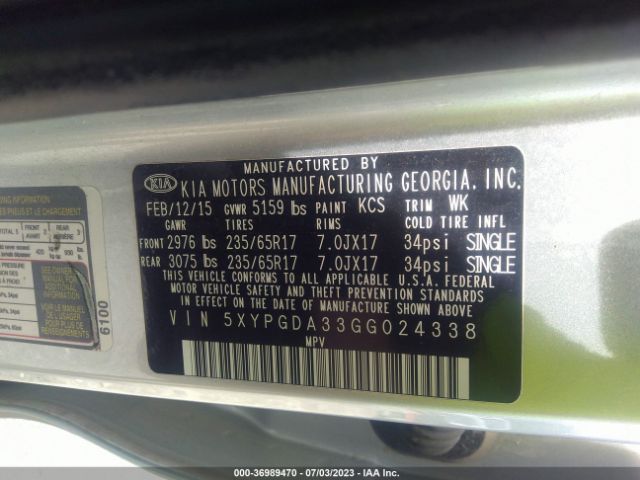 MANUFACTURED BY
KIA KIA MOTORS MANUFACTURING GEORGIA, INC.
FEB/12/15 GVWR 5159 lbs PAINT KCS TRIM WK
GAWR TIRES RIMS COLD TIRE INFL
FRONT 2976 lbs 235/65R17 7.0JX17 34psi SINGLE
REAR 3075 lbs 235/65R17 7.0JX17 34psi SINGLE
THIS VEHICLE CONFORMS TO ALL APPLICABLE U.S.A. FEDERAL
MOTOR VEHICLE SAFETY AND THEFT PREVENTION STANDARDS
IN EFFECT ON THE DATE OF MANUFACTURE SHOWN ABOVE.
VIN 5XYPGDA33GG024338
MPV
6100
000-36989470 - 07/03/2023 - IAA Inc.